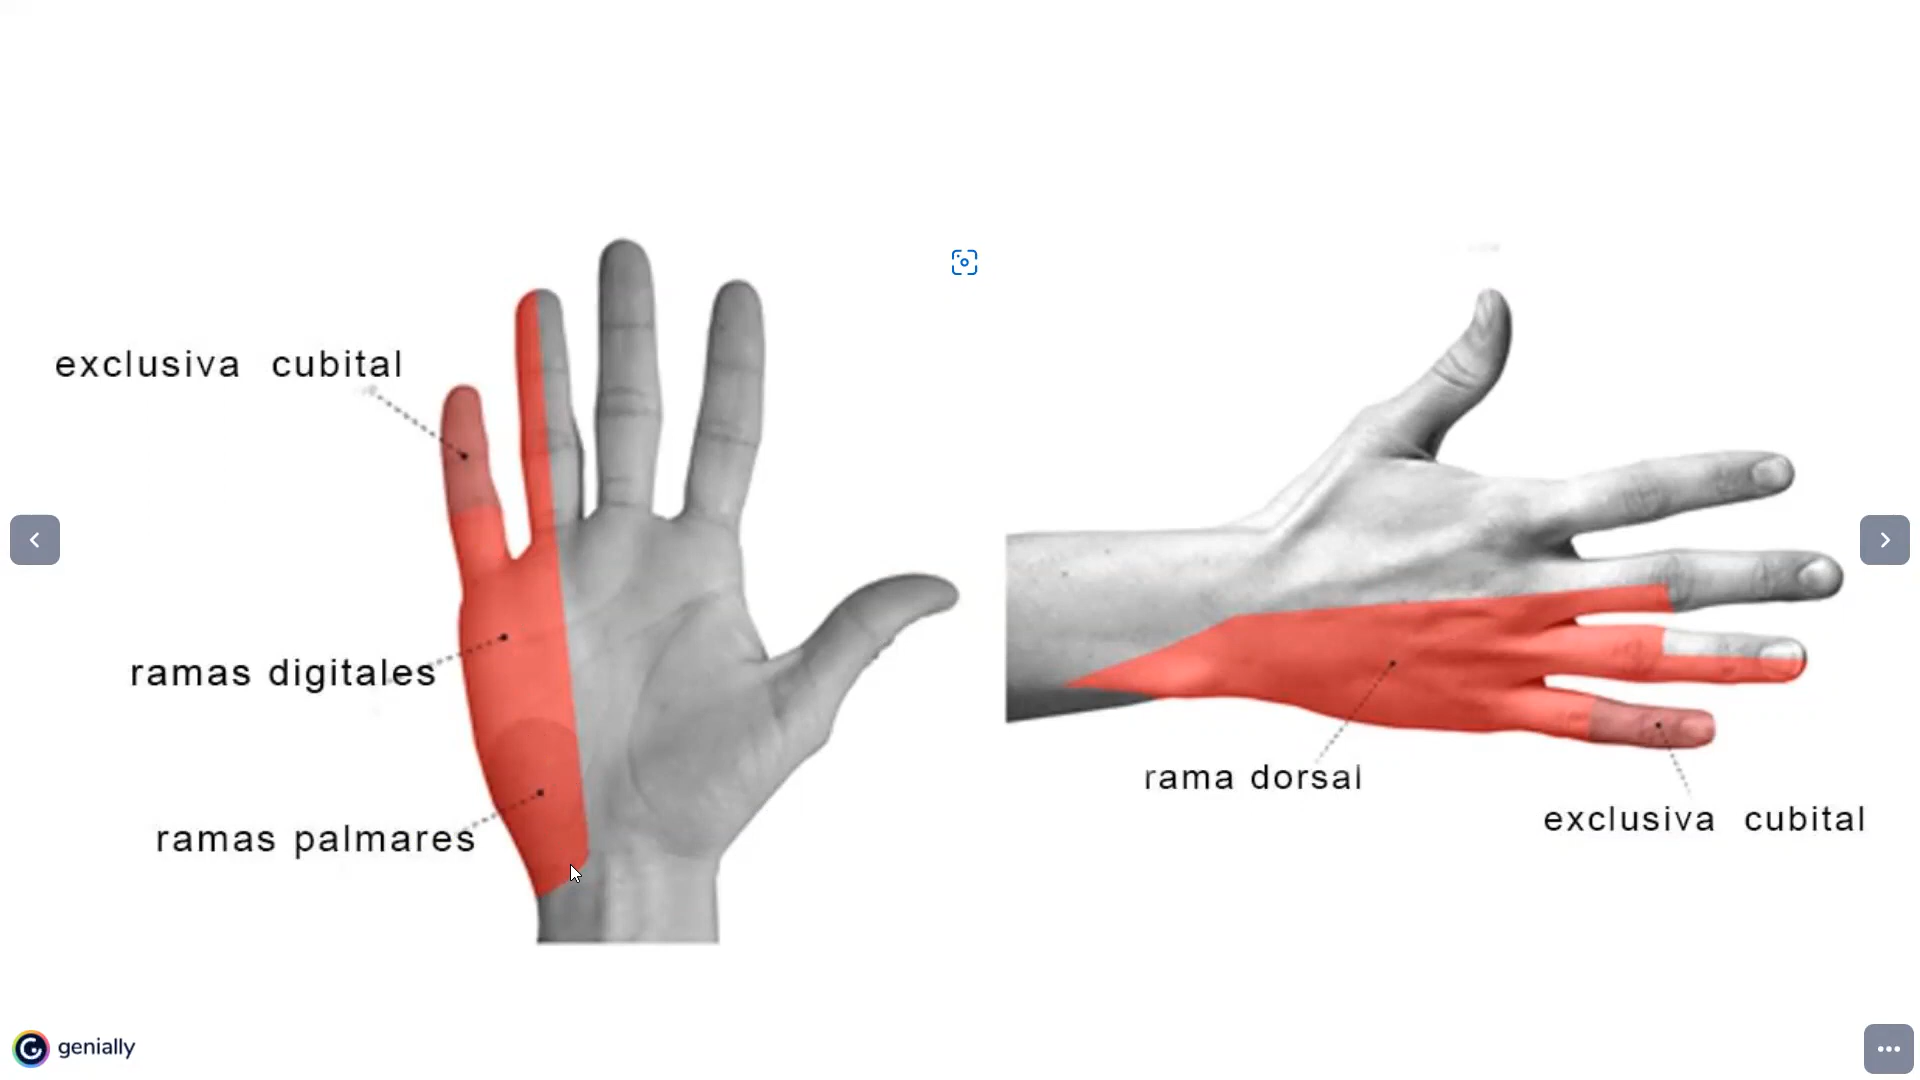 exclusiva cubital
ramas digitales
ramas palmares
rama dorsal
exclusiva cubital
genially